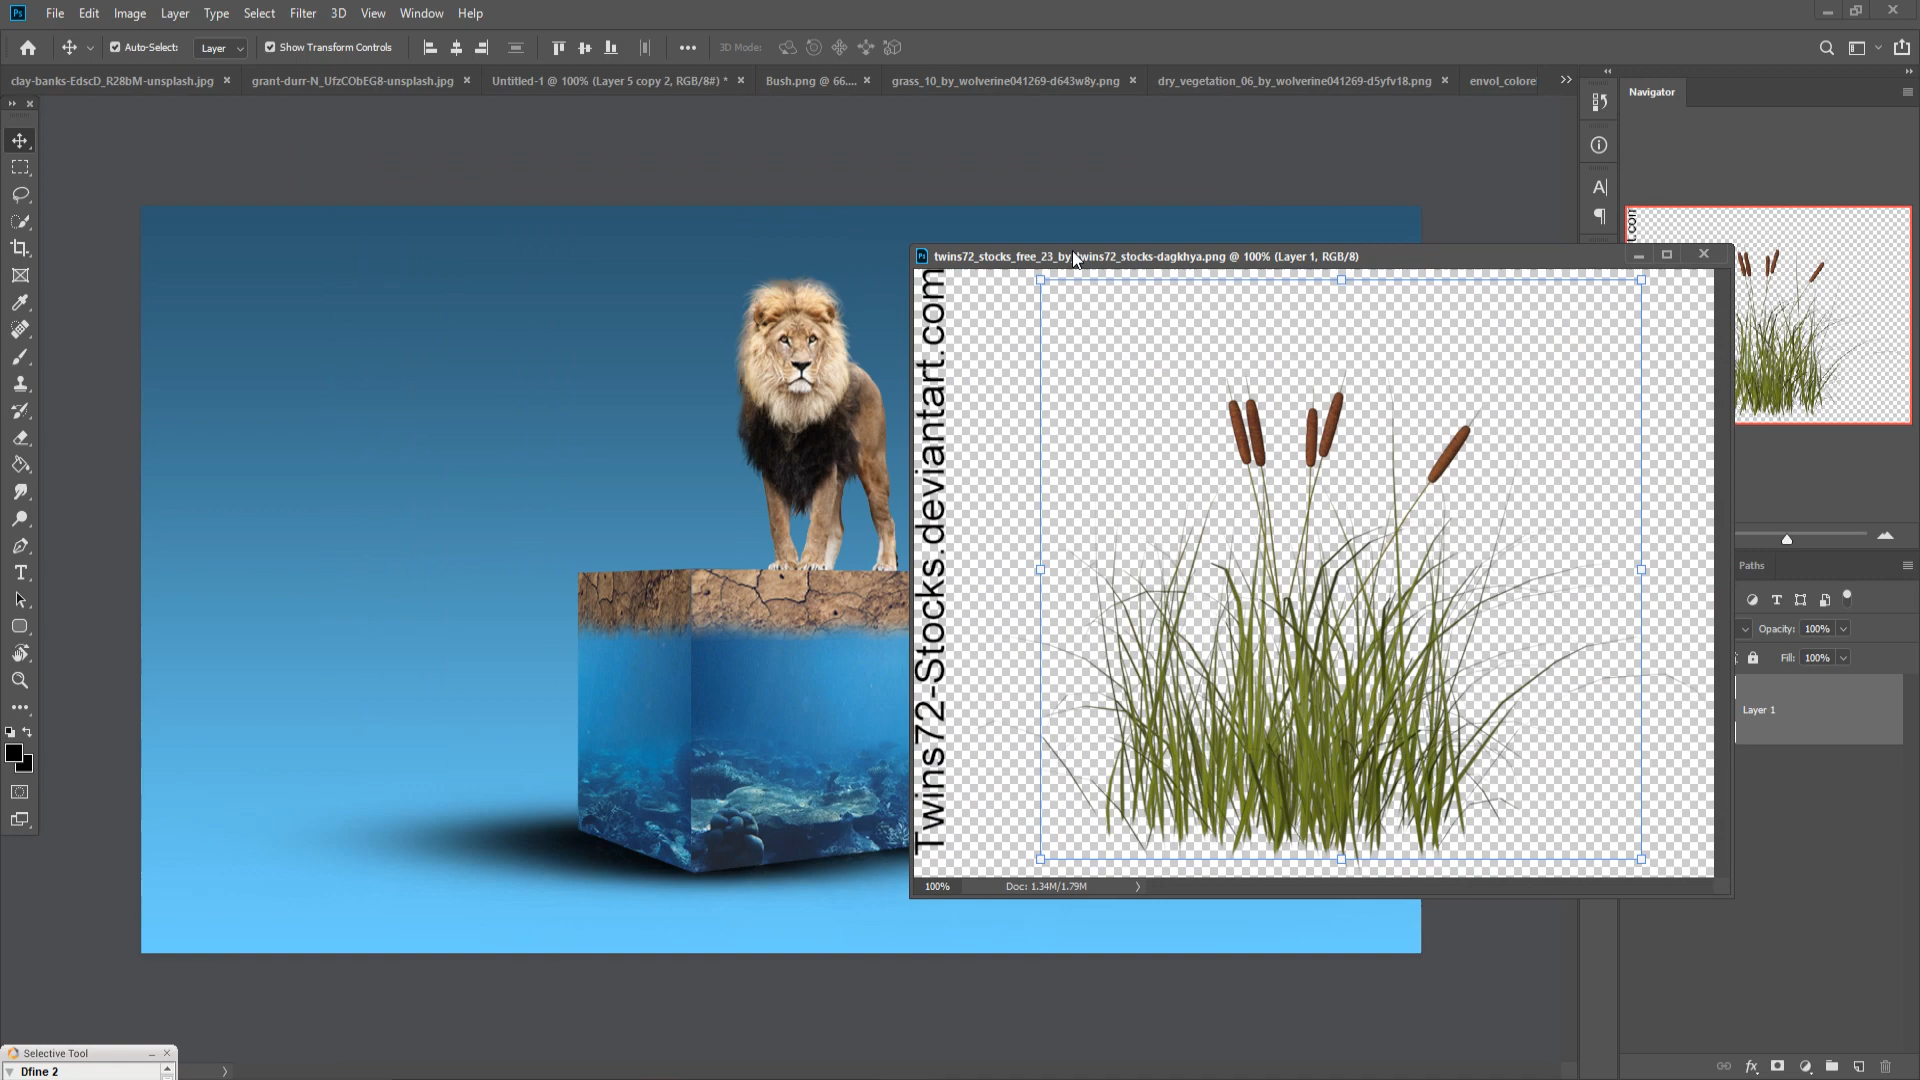 Ps File Edit Image Layer Type Select Filter 3D View Window Help
Auto-Select: Layer Show Transform Controls 3D Mode:
clay-banks-EdscD_R28bM-unsplash.jpg grant-durr-N_UfzCObEG8-unsplash.jpg Untitled-1 @ 100% (Layer 5 copy 2, RGB/8#) * Bush.png @ 66.... grass_10_by_wolverine041269-d643w8y.png dry_vegetation_06_by_wolverine041269-d5yfv18.png envol_colore
Navigator
t.com
twins72_stocks_free_23_by_twins72_stocks-dagkhya.png @ 100% (Layer 1, RGB/8)
Twins72-Stocks.deviantart.com
Paths
Opacity: 100%
Fill: 100%
Layer 1
100% Doc: 1.34M/1.79M
Selective Tool
Dfine 2